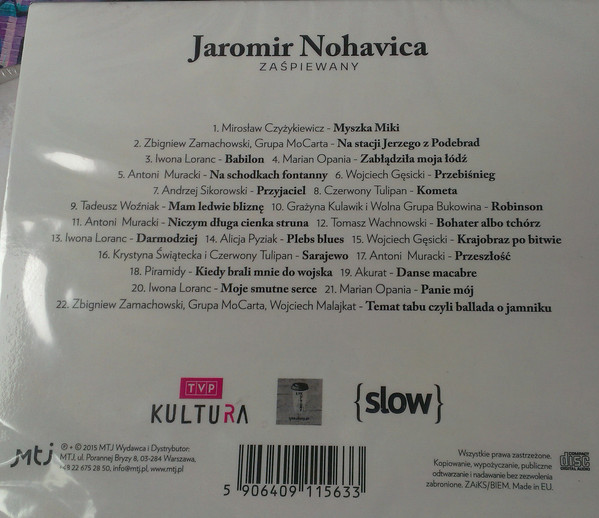 Jaromir Nohavica
ZAŚPIEWANY
1. Mirosław Czyżykiewicz - Myszka Miki
2. Zbigniew Zamachowski, Grupa MoCarta - Na stacji Jerzego z Podebrad
3. Iwona Loranc - Babilon 4. Marian Opania - Zabłądziła moja łódź
5. Antoni Muracki - Na schodkach fontanny 6. Wojciech Gęsicki - Przebiśnieg
7. Andrzej Sikorowski - Przyjaciel 8. Czerwony Tulipan - Kometa
9. Tadeusz Woźniak - Mam ledwie bliznę 10. Grażyna Kulawik i Wolna Grupa Bukowina - Robinson
11. Antoni Muracki - Niczym długa cienka struna 12. Tomasz Wachnowski - Bohater albo tchórz
13. Iwona Loranc - Darmodziej 14. Alicja Pyziak - Plebs blues 15. Wojciech Gęsicki - Krajobraz po bitwie
16. Krystyna Świątecka i Czerwony Tulipan - Sarajewo 17. Antoni Muracki - Przeszłość
18. Piramidy - Kiedy brali mnie do wojska 19. Akurat - Danse macabre
20. Iwona Loranc - Moje smutne serce 21. Marian Opania - Panie mój
22. Zbigniew Zamachowski, Grupa MoCarta, Wojciech Malajkat - Temat tabu czyli ballada o jamniku
TVP
KULTURA
{slow}
mtj
℗ + © 2015 MTJ Wydawca i Dystrybutor:
MTJ, ul. Porannej Bryzy 8, 03-284 Warszawa,
+48 22 675 28 50, info@mtj.pl, www.mtj.pl
5 906409 115633
Wszystkie prawa zastrzeżone.
Kopiowanie, wypożyczanie, publiczne
odtwarzanie i nadawanie bez zezwolenia
zabronione. ZAiKS/BIEM. Made in EU.
COMPACT
disc
DIGITAL AUDIO